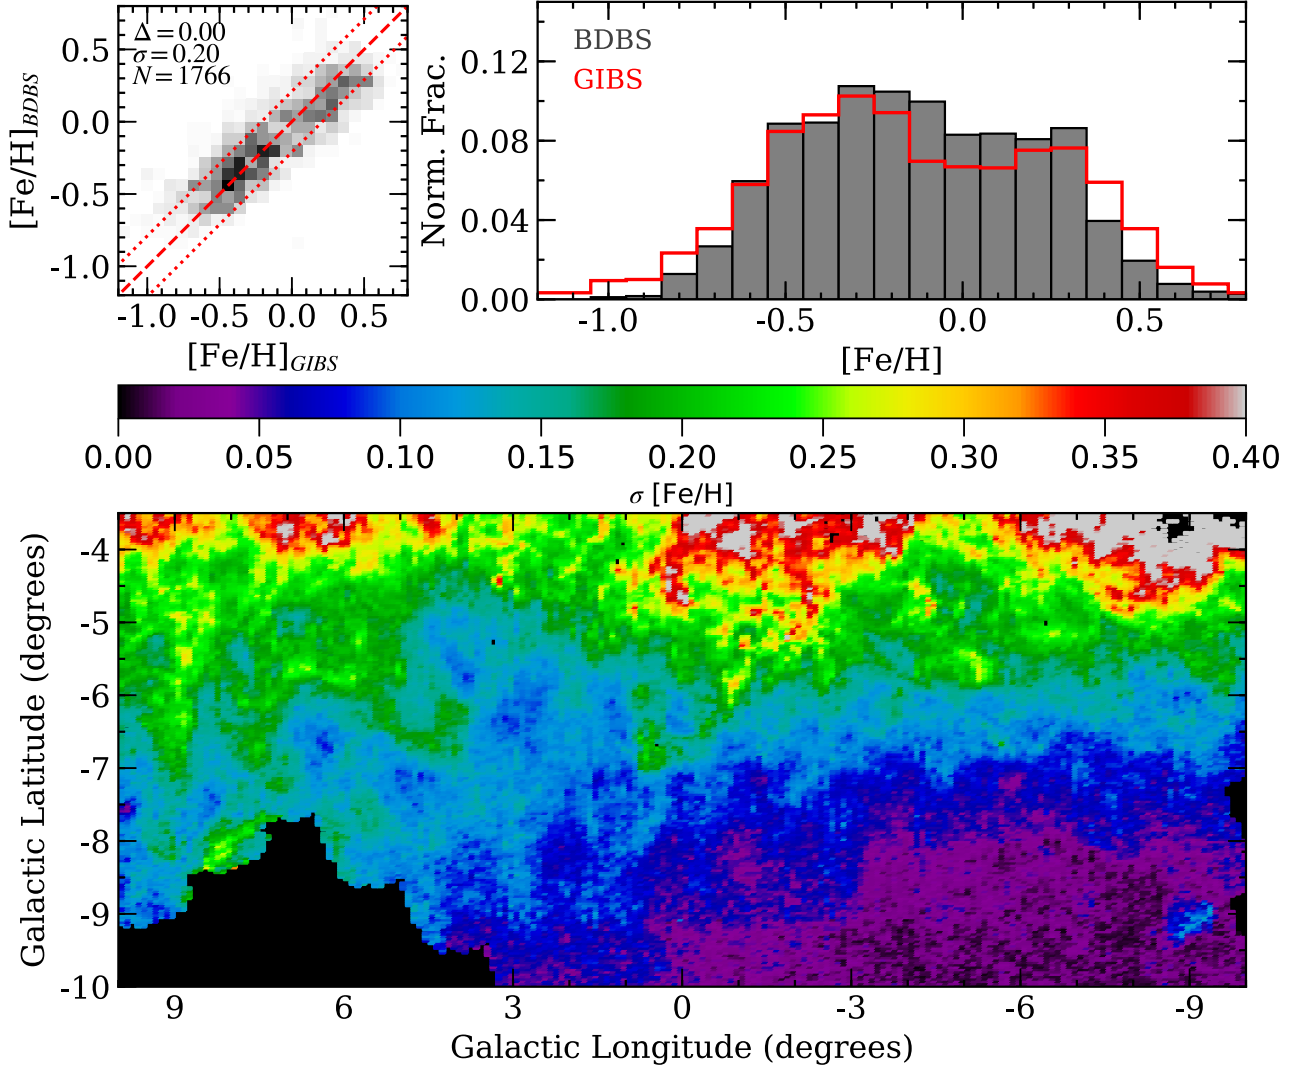 Δ = 0.00
σ = 0.20
N = 1766
[Fe/H]BDBS
0.5
0.0
-0.5
-1.0
-1.0 -0.5 0.0 0.5
[Fe/H]GIBS
BDBS
GIBS
Norm. Frac.
0.12
0.08
0.04
0.00
-1.0 -0.5 0.0 0.5
[Fe/H]
0.00 0.05 0.10 0.15 0.20 0.25 0.30 0.35 0.40
σ [Fe/H]
Galactic Latitude (degrees)
-4
-5
-6
-7
-8
-9
-10
9 6 3 0 -3 -6 -9
Galactic Longitude (degrees)